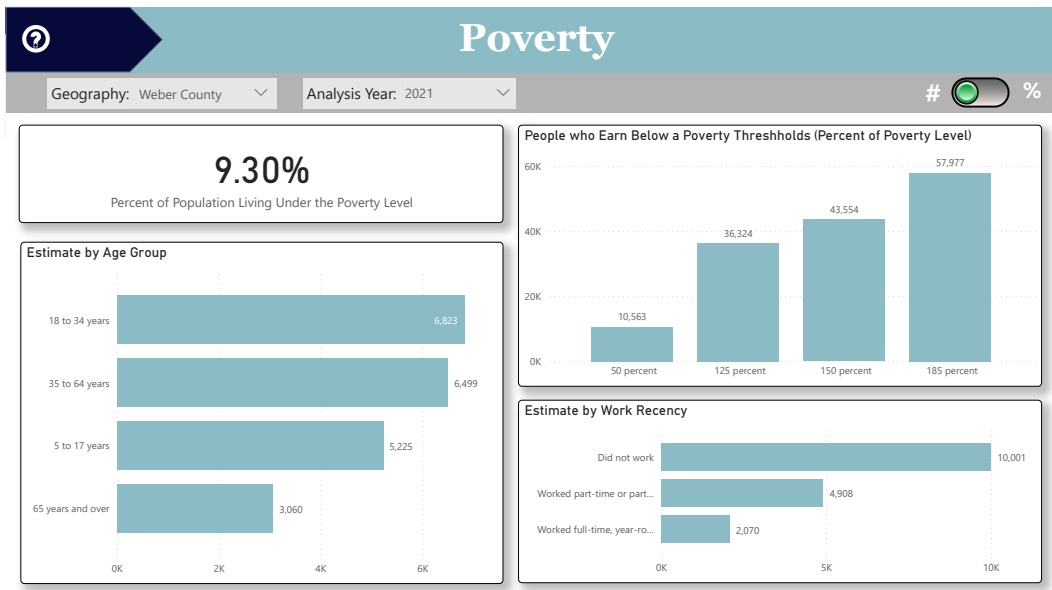 ?
Poverty
Geography: Weber County
Analysis Year: 2021
# %
9.30%
Percent of Population Living Under the Poverty Level
Estimate by Age Group
18 to 34 years 6,823
35 to 64 years 6,499
5 to 17 years 5,225
65 years and over 3,060
0K 2K 4K 6K
People who Earn Below a Poverty Threshholds (Percent of Poverty Level)
60K
40K
20K
0K
10,563 36,324 43,554 57,977
50 percent 125 percent 150 percent 185 percent
Estimate by Work Recency
Did not work 10,001
Worked part-time or part... 4,908
Worked full-time, year-ro... 2,070
0K 5K 10K